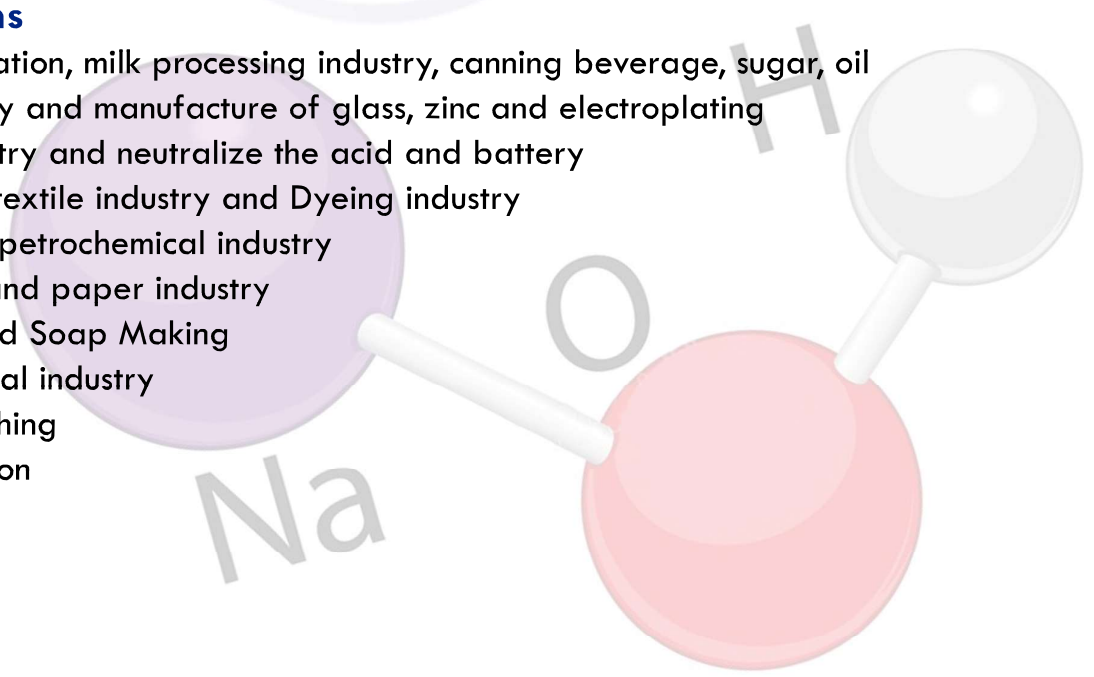 ns
ation, milk processing industry, canning beverage, sugar, oil
y and manufacture of glass, zinc and electroplating
try and neutralize the acid and battery
textile industry and Dyeing industry
petrochemical industry
and paper industry
d Soap Making
al industry
hing
on
H
O
Na